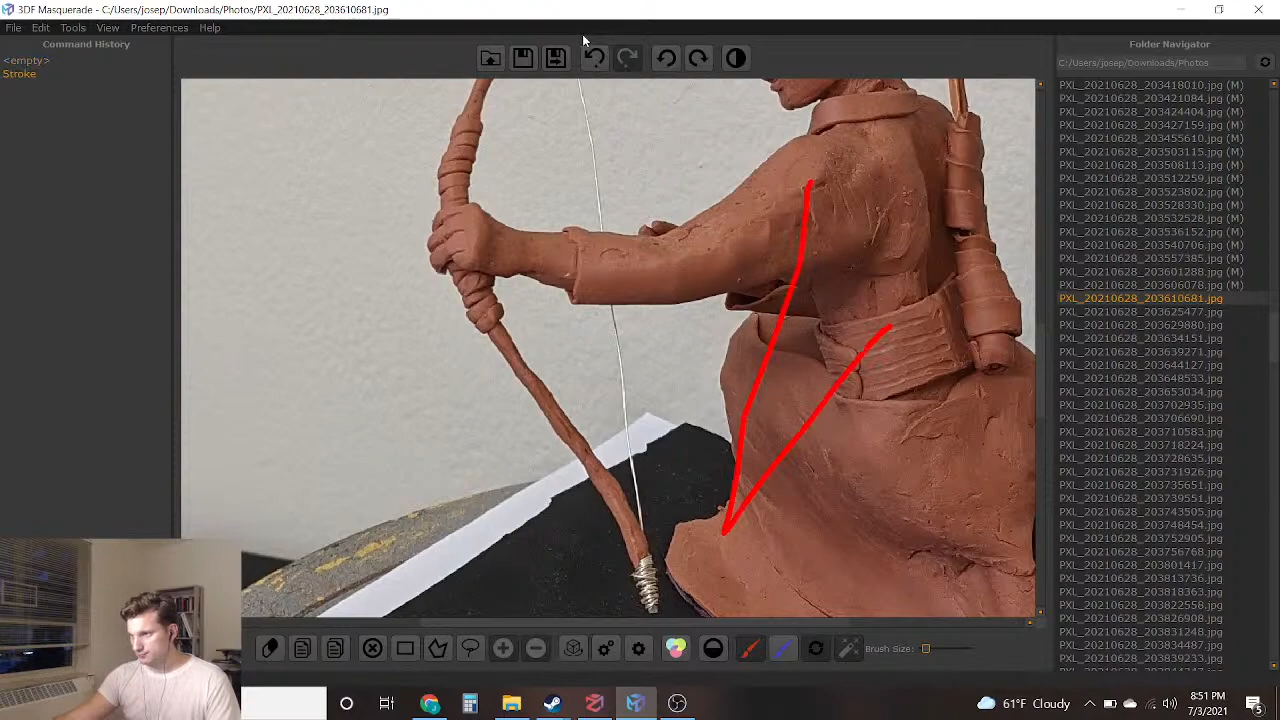 3DF Masquerade - C:/Users/josep/Downloads/Photos/PXL_20210628_203610681.jpg
File Edit Tools View Preferences Help
Command History
<empty>
Stroke
Folder Navigator
C:/Users/josep/Downloads/Photos
PXL_20210628_203418010.jpg (M)
PXL_20210628_203421084.jpg (M)
PXL_20210628_203424404.jpg (M)
PXL_20210628_203427159.jpg (M)
PXL_20210628_203455610.jpg (M)
PXL_20210628_203503115.jpg (M)
PXL_20210628_203508113.jpg (M)
PXL_20210628_203512259.jpg (M)
PXL_20210628_203523802.jpg (M)
PXL_20210628_203528330.jpg (M)
PXL_20210628_203532528.jpg (M)
PXL_20210628_203536152.jpg (M)
PXL_20210628_203540706.jpg (M)
PXL_20210628_203557385.jpg (M)
PXL_20210628_203601288.jpg (M)
PXL_20210628_203606078.jpg (M)
PXL_20210628_203610681.jpg
PXL_20210628_203625477.jpg
PXL_20210628_203629880.jpg
PXL_20210628_203634151.jpg
PXL_20210628_203639271.jpg
PXL_20210628_203644127.jpg
PXL_20210628_203648533.jpg
PXL_20210628_203653034.jpg
PXL_20210628_203702935.jpg
PXL_20210628_203706690.jpg
PXL_20210628_203710583.jpg
PXL_20210628_203718224.jpg
PXL_20210628_203728635.jpg
PXL_20210628_203731926.jpg
PXL_20210628_203735651.jpg
PXL_20210628_203739551.jpg
PXL_20210628_203743505.jpg
PXL_20210628_203748454.jpg
PXL_20210628_203752905.jpg
PXL_20210628_203756768.jpg
PXL_20210628_203801417.jpg
PXL_20210628_203813736.jpg
PXL_20210628_203818363.jpg
PXL_20210628_203822558.jpg
PXL_20210628_203826908.jpg
PXL_20210628_203831248.jpg
PXL_20210628_203834487.jpg
PXL_20210628_203839233.jpg
Brush Size:
61°F Cloudy
8:51 PM
7/3/2021
5